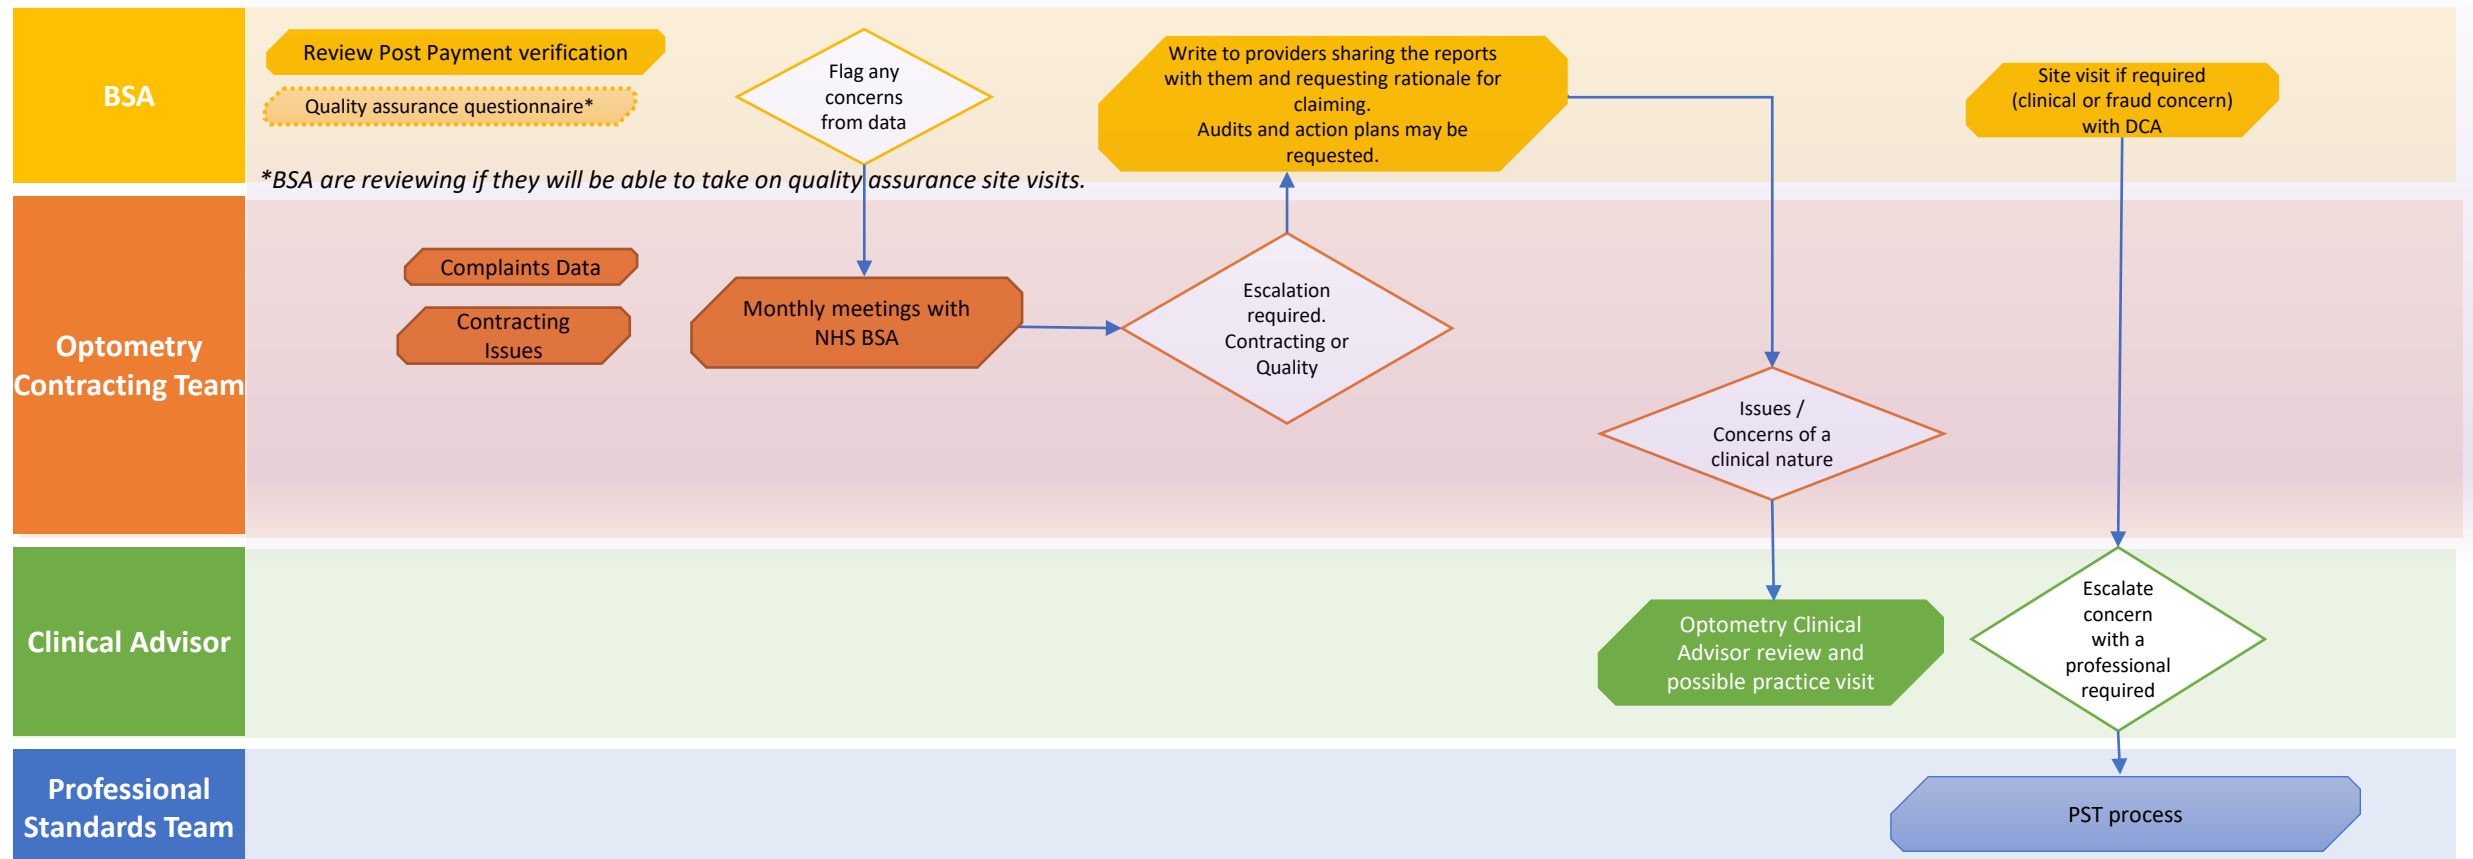 BSA
Review Post Payment verification
Quality assurance questionnaire*
Flag any
concerns
from data
Write to providers sharing the reports
with them and requesting rationale for
claiming.
Audits and action plans may be
requested.
Site visit if required
(clinical or fraud concern)
with DCA
*BSA are reviewing if they will be able to take on quality assurance site visits.
Optometry
Contracting Team
Complaints Data
Contracting
Issues
Monthly meetings with
NHS BSA
Escalation
required.
Contracting or
Quality
Issues /
Concerns of a
clinical nature
Clinical Advisor
Optometry Clinical
Advisor review and
possible practice visit
Escalate
concern
with a
professional
required
Professional
Standards Team
PST process